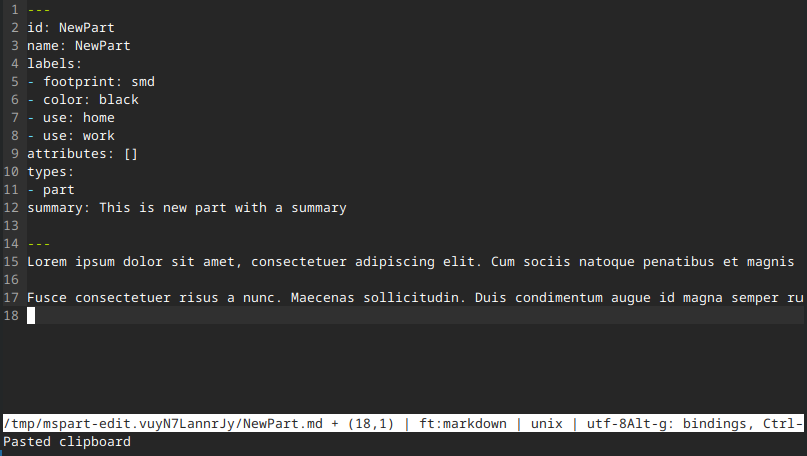 1 ---
2 id: NewPart
3 name: NewPart
4 labels:
5 - footprint: smd
6 - color: black
7 - use: home
8 - use: work
9 attributes: []
10 types:
11 - part
12 summary: This is new part with a summary
13
14 ---
15 Lorem ipsum dolor sit amet, consectetuer adipiscing elit. Cum sociis natoque penatibus et magnis
16
17 Fusce consectetuer risus a nunc. Maecenas sollicitudin. Duis condimentum augue id magna semper ru
18
/tmp/mspart-edit.vuyN7LannrJy/NewPart.md + (18,1) | ft:markdown | unix | utf-8Alt-g: bindings, Ctrl-
Pasted clipboard